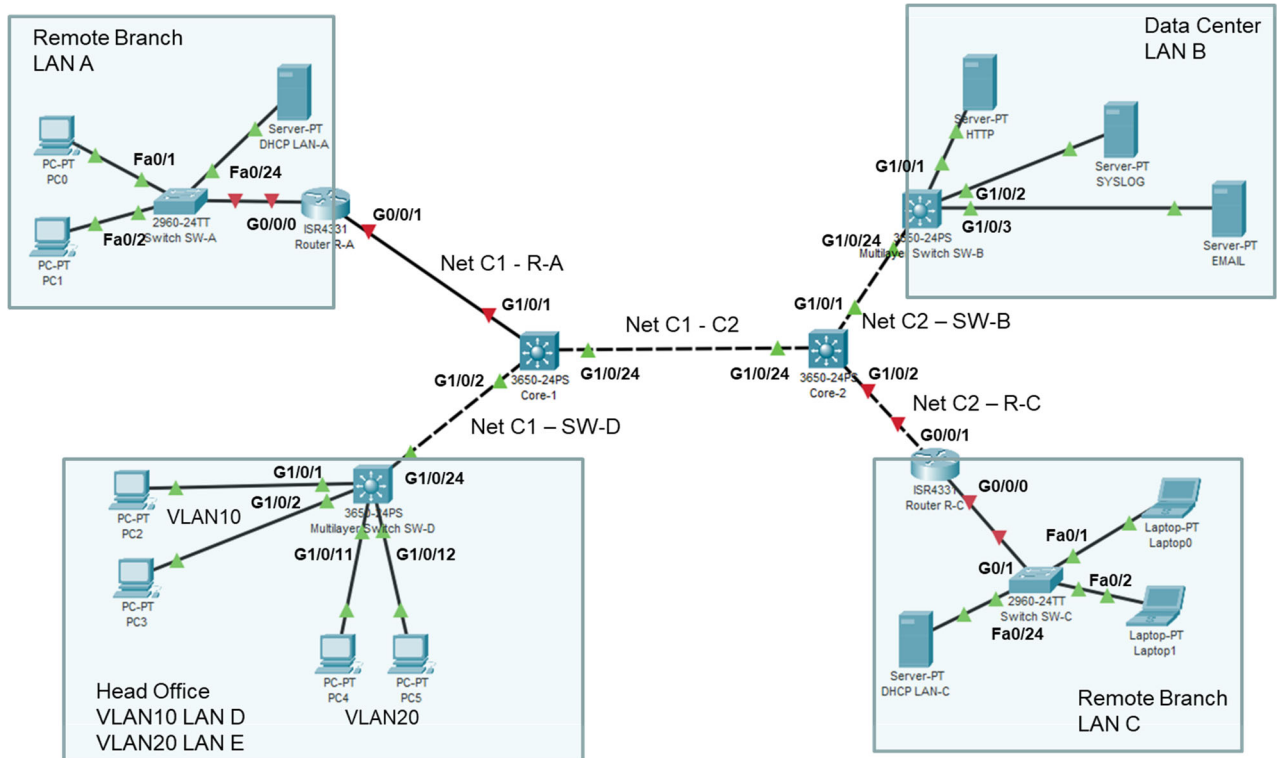 Remote Branch
LAN A
Server-PT
DHCP LAN-A
PC-PT
PC0
Fa0/1
Fa0/24
Fa0/2
2960-24TT
Switch SW-A
G0/0/0
ISR4331
Router R-A
G0/0/1
PC-PT
PC1
Net C1 - R-A
G1/0/1
Data Center
LAN B
Server-PT
HTTP
Server-PT
SYSLOG
G1/0/1
G1/0/2
G1/0/3
G1/0/24
3650-24PS
Multilayer Switch SW-B
Server-PT
EMAIL
G1/0/1
Net C2 – SW-B
Net C1 - C2
G1/0/2
3650-24PS
Core-1
G1/0/24
G1/0/24
3650-24PS
Core-2
G1/0/2
Net C2 – R-C
Net C1 – SW-D
G0/0/1
G1/0/1
G1/0/2
G1/0/24
PC-PT
PC2
VLAN10
3650-24PS
Multilayer Switch SW-D
G1/0/11
G1/0/12
PC-PT
PC3
PC-PT
PC4
PC-PT
PC5
VLAN20
Head Office
VLAN10 LAN D
VLAN20 LAN E
ISR4331
Router R-C
G0/0/0
Laptop-PT
Laptop0
Fa0/1
G0/1
Fa0/2
2960-24TT
Switch SW-C
Fa0/24
Laptop-PT
Laptop1
Server-PT
DHCP LAN-C
Remote Branch
LAN C